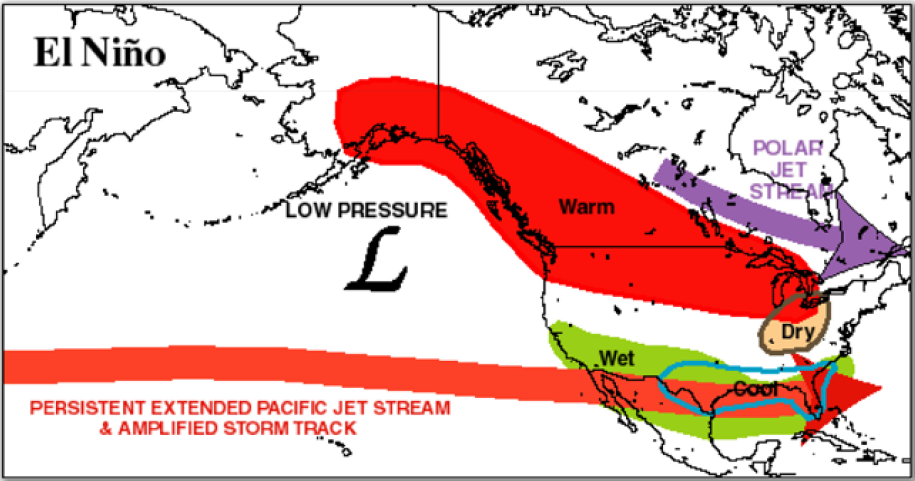 El Niño
POLAR
JET
STREAM
LOW PRESSURE
Warm
L
Dry
Wet
Cool
PERSISTENT EXTENDED PACIFIC JET STREAM
& AMPLIFIED STORM TRACK